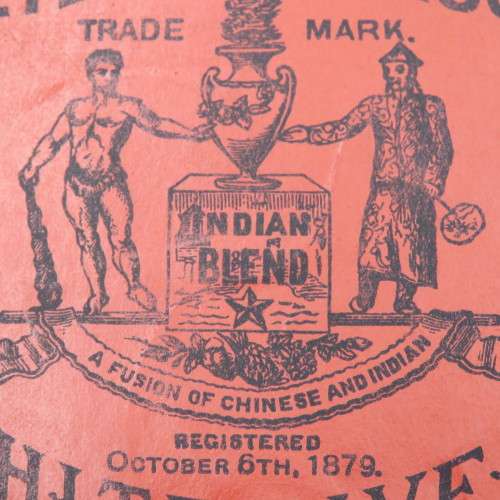 TRADE MARK.
INDIAN
BLEND
A FUSION OF CHINESE AND INDIAN
REGISTERED
OCTOBER 6TH, 1879.